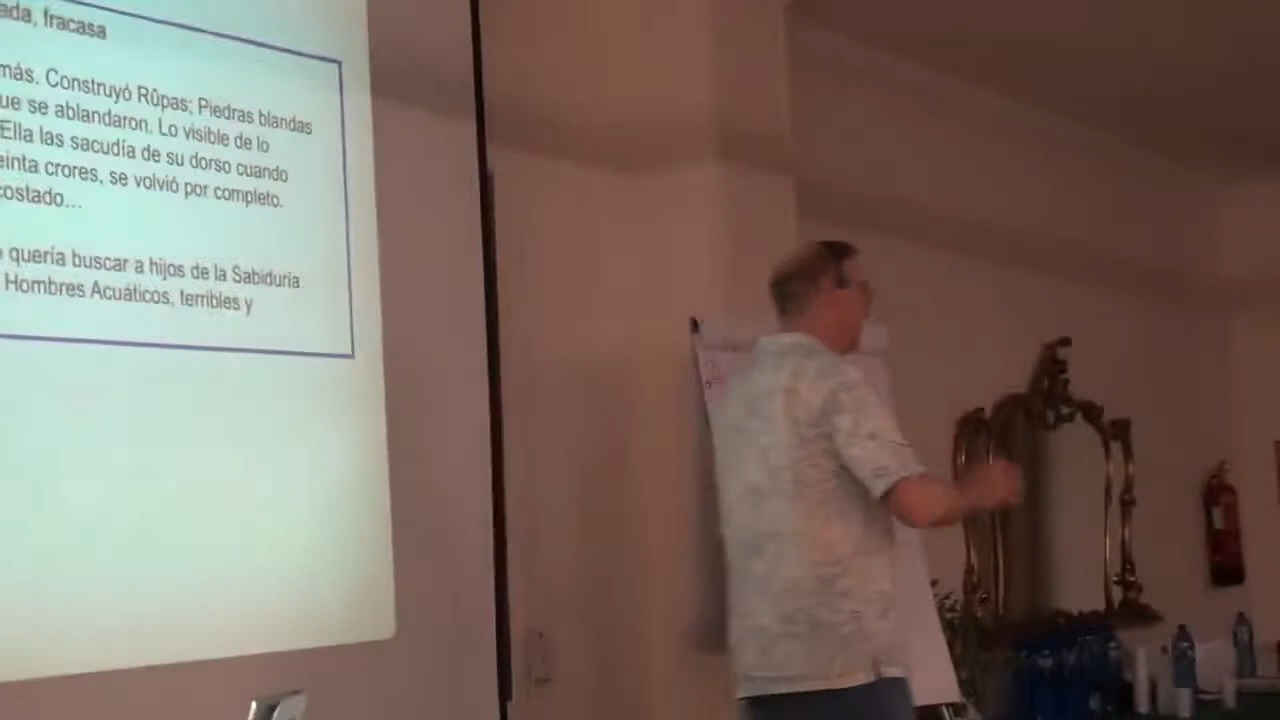 ada, fracasa
más. Construyó Rûpas; Piedras blandas
ue se ablandaron. Lo visible de lo
Ella las sacudía de su dorso cuando
einta crores, se volvió por completo.
costado...
quería buscar a hijos de la Sabiduría
Hombres Acuáticos, terribles y